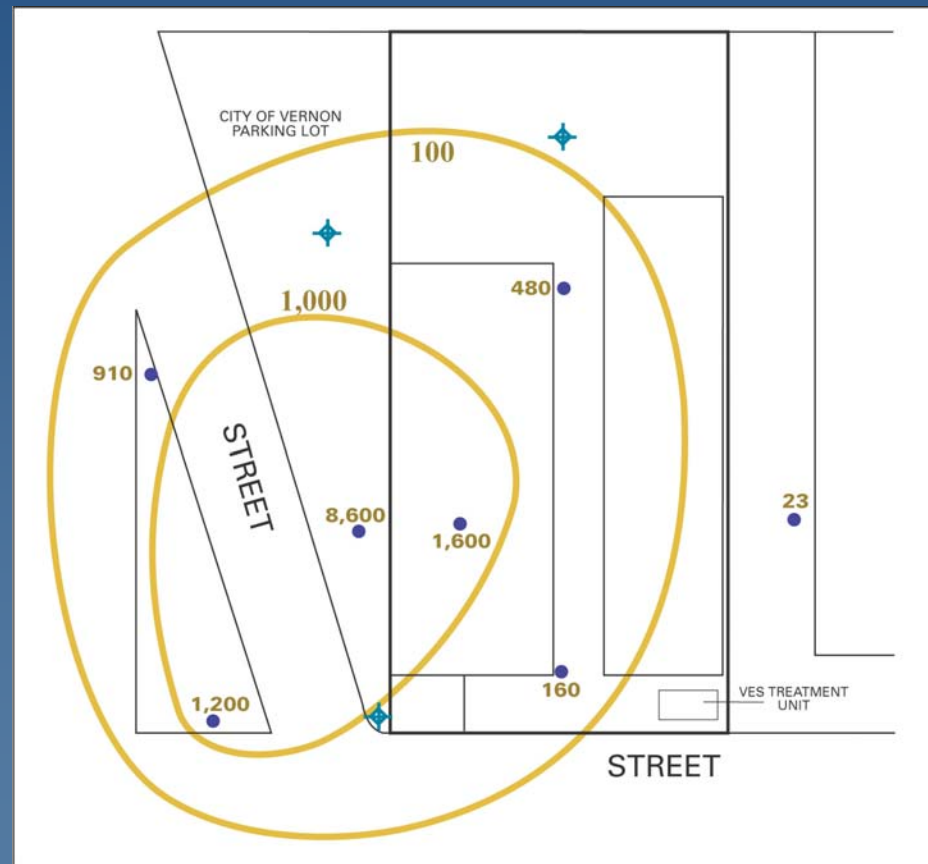 CITY OF VERNON
PARKING LOT
100
1,000
480
910
STREET
8,600
1,600
23
1,200
160
VES TREATMENT
UNIT
STREET